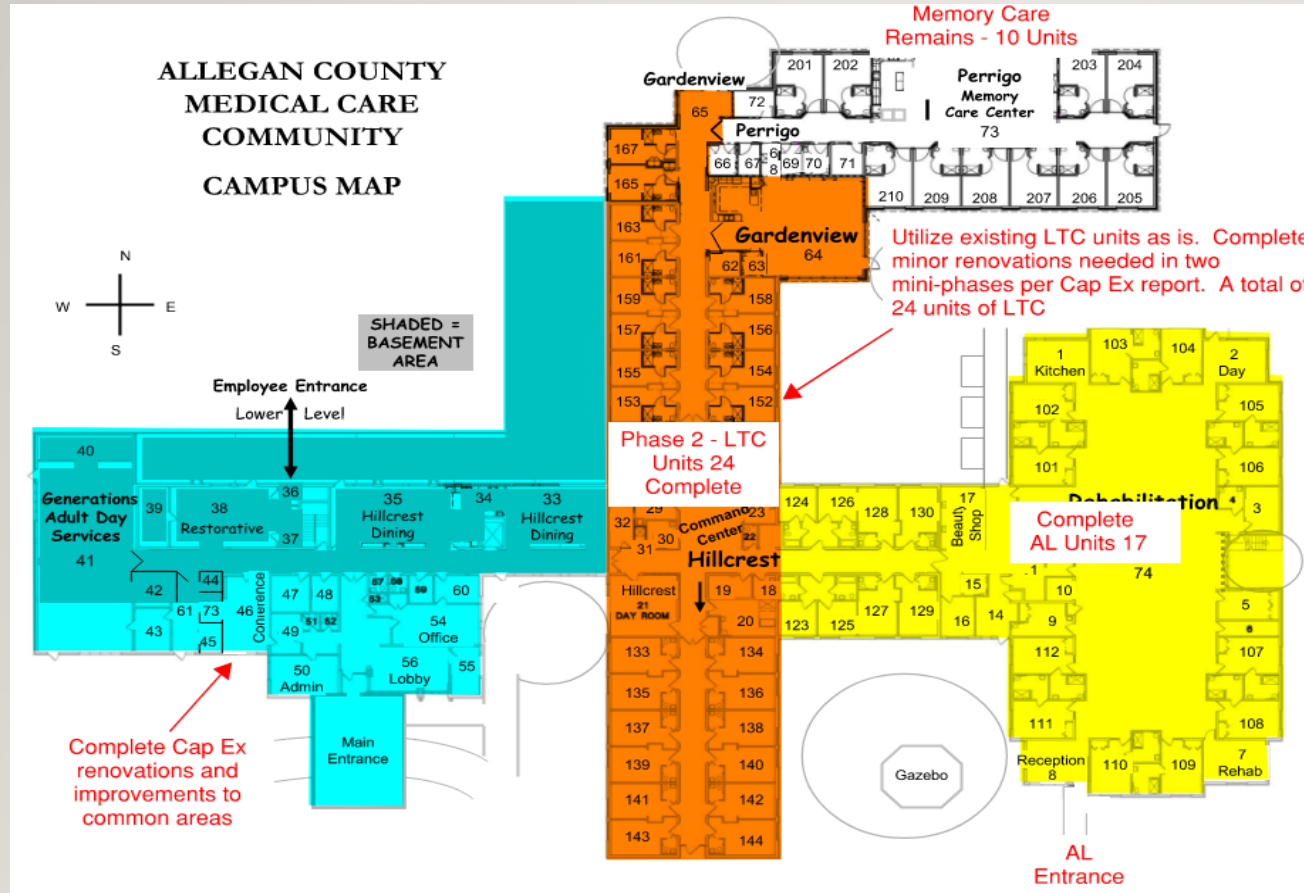 ALLEGAN COUNTY
MEDICAL CARE
COMMUNITY
CAMPUS MAP
N
W E
S
SHADED =
BASEMENT
AREA
Employee Entrance
Lower Level
Memory Care
Remains - 10 Units
Gardenview
65
72
201
202
Perrigo
Memory
Care Center
73
203
204
Perrigo
66
67
68
69
70
71
210
209
208
207
206
205
167
165
163
161
159
157
155
153
Gardenview
64
62
63
158
156
154
152
Utilize existing LTC units as is. Complete
minor renovations needed in two
mini-phases per Cap Ex report. A total of
24 units of LTC
Phase 2 - LTC
Units 24
Complete
40
Generations
Adult Day
Services
41
39
38
Restorative
36
37
35
Hillcrest
Dining
34
33
Hillcrest
Dining
32
29
31
30
Command
Center
23
22
Hillcrest
42
43
44
61
73
45
46
Conference
47
48
49
51
52
57
58
53
59
60
54
Office
50
Admin
56
Lobby
55
Main
Entrance
Complete Cap Ex
renovations and
improvements to
common areas
Hillcrest
21
DAY ROOM
19
18
20
133
134
135
136
137
138
139
140
141
142
143
144
124
126
128
130
17
Beauty
Shop
123
125
127
129
15
16
14
1
Kitchen
103
104
2
Day
102
101
105
106
4
3
Rehabilitation
Complete
AL Units 17
74
10
9
5
6
112
107
111
108
Reception
8
110
109
7
Rehab
Gazebo
AL
Entrance